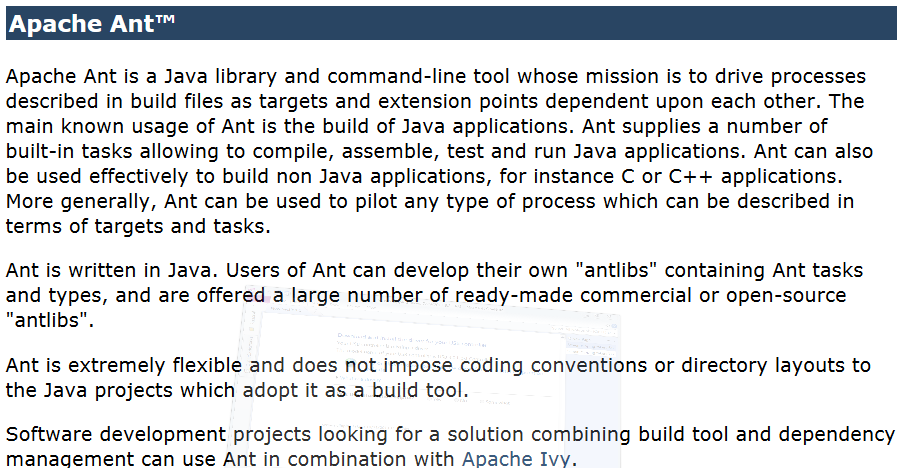 Apache Ant™
Apache Ant is a Java library and command-line tool whose mission is to drive processes
described in build files as targets and extension points dependent upon each other. The
main known usage of Ant is the build of Java applications. Ant supplies a number of
built-in tasks allowing to compile, assemble, test and run Java applications. Ant can also
be used effectively to build non Java applications, for instance C or C++ applications.
More generally, Ant can be used to pilot any type of process which can be described in
terms of targets and tasks.
Ant is written in Java. Users of Ant can develop their own "antlibs" containing Ant tasks
and types, and are offered a large number of ready-made commercial or open-source
"antlibs".
Ant is extremely flexible and does not impose coding conventions or directory layouts to
the Java projects which adopt it as a build tool.
Software development projects looking for a solution combining build tool and dependency
management can use Ant in combination with Apache Ivy.